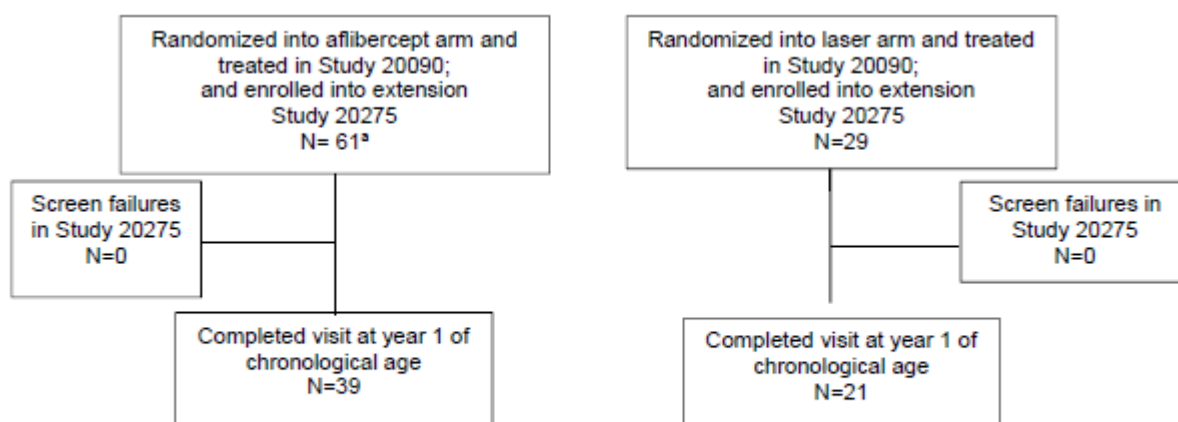 Randomized into aflibercept arm and
treated in Study 20090;
and enrolled into extension
Study 20275
N= 61ª
Randomized into laser arm and treated
in Study 20090;
and enrolled into extension
Study 20275
N=29
Screen failures
in Study 20275
N=0
Screen failures in
Study 20275
N=0
Completed visit at year 1 of
chronological age
N=39
Completed visit at year 1 of
chronological age
N=21